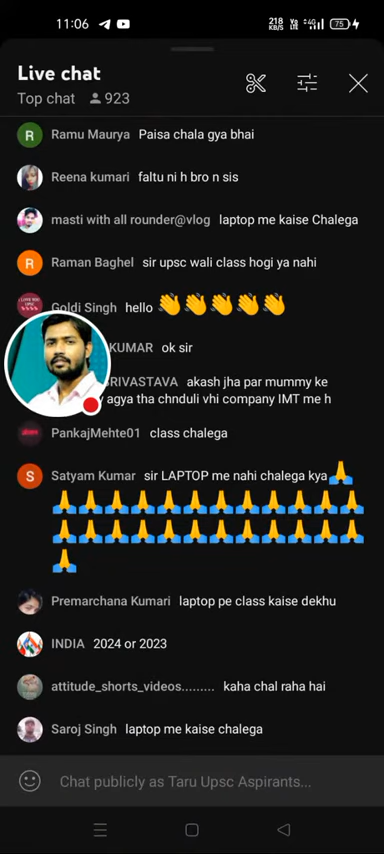 11:06
218 KB/S Vo LTE 4G 75
Live chat
Top chat 923
R Ramu Maurya Paisa chala gya bhai
Reena kumari faltu ni h bro n sis
masti with all rounder@vlog laptop me kaise Chalega
R Raman Baghel sir upsc wali class hogi ya nahi
Goldi Singh hello 👋👋👋👋👋
KUMAR ok sir
RIVASTAVA akash jha par mummy ke
agya tha chnduli vhi company IMT me h
PankajMehte01 class chalega
S Satyam Kumar sir LAPTOP me nahi chalega kya🙏
🙏🙏🙏🙏🙏🙏🙏🙏🙏🙏🙏🙏
🙏🙏🙏🙏🙏🙏🙏🙏🙏🙏🙏🙏
🙏
Premarchana Kumari laptop pe class kaise dekhu
INDIA 2024 or 2023
attitude_shorts_videos......... kaha chal raha hai
Saroj Singh laptop me kaise chalega
Chat publicly as Taru Upsc Aspirants...